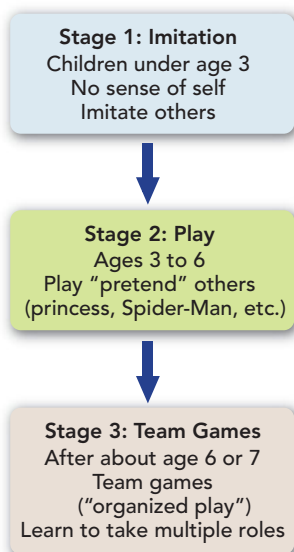 Stage 1: Imitation
Children under age 3
No sense of self
Imitate others
Stage 2: Play
Ages 3 to 6
Play “pretend” others
(princess, Spider-Man, etc.)
Stage 3: Team Games
After about age 6 or 7
Team games
(“organized play”)
Learn to take multiple roles